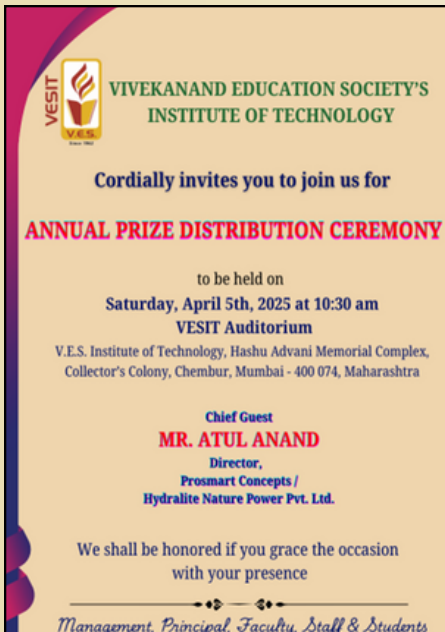 VESIT
V.E.S.
Since 1962
VIVEKANAND EDUCATION SOCIETY'S
INSTITUTE OF TECHNOLOGY
Cordially invites you to join us for
ANNUAL PRIZE DISTRIBUTION CEREMONY
to be held on
Saturday, April 5th, 2025 at 10:30 am
VESIT Auditorium
V.E.S. Institute of Technology, Hashu Advani Memorial Complex,
Collector's Colony, Chembur, Mumbai - 400 074, Maharashtra
Chief Guest
MR. ATUL ANAND
Director,
Prosmart Concepts /
Hydralite Nature Power Pvt. Ltd.
We shall be honored if you grace the occasion
with your presence
Management, Principal, Faculty, Staff & Students